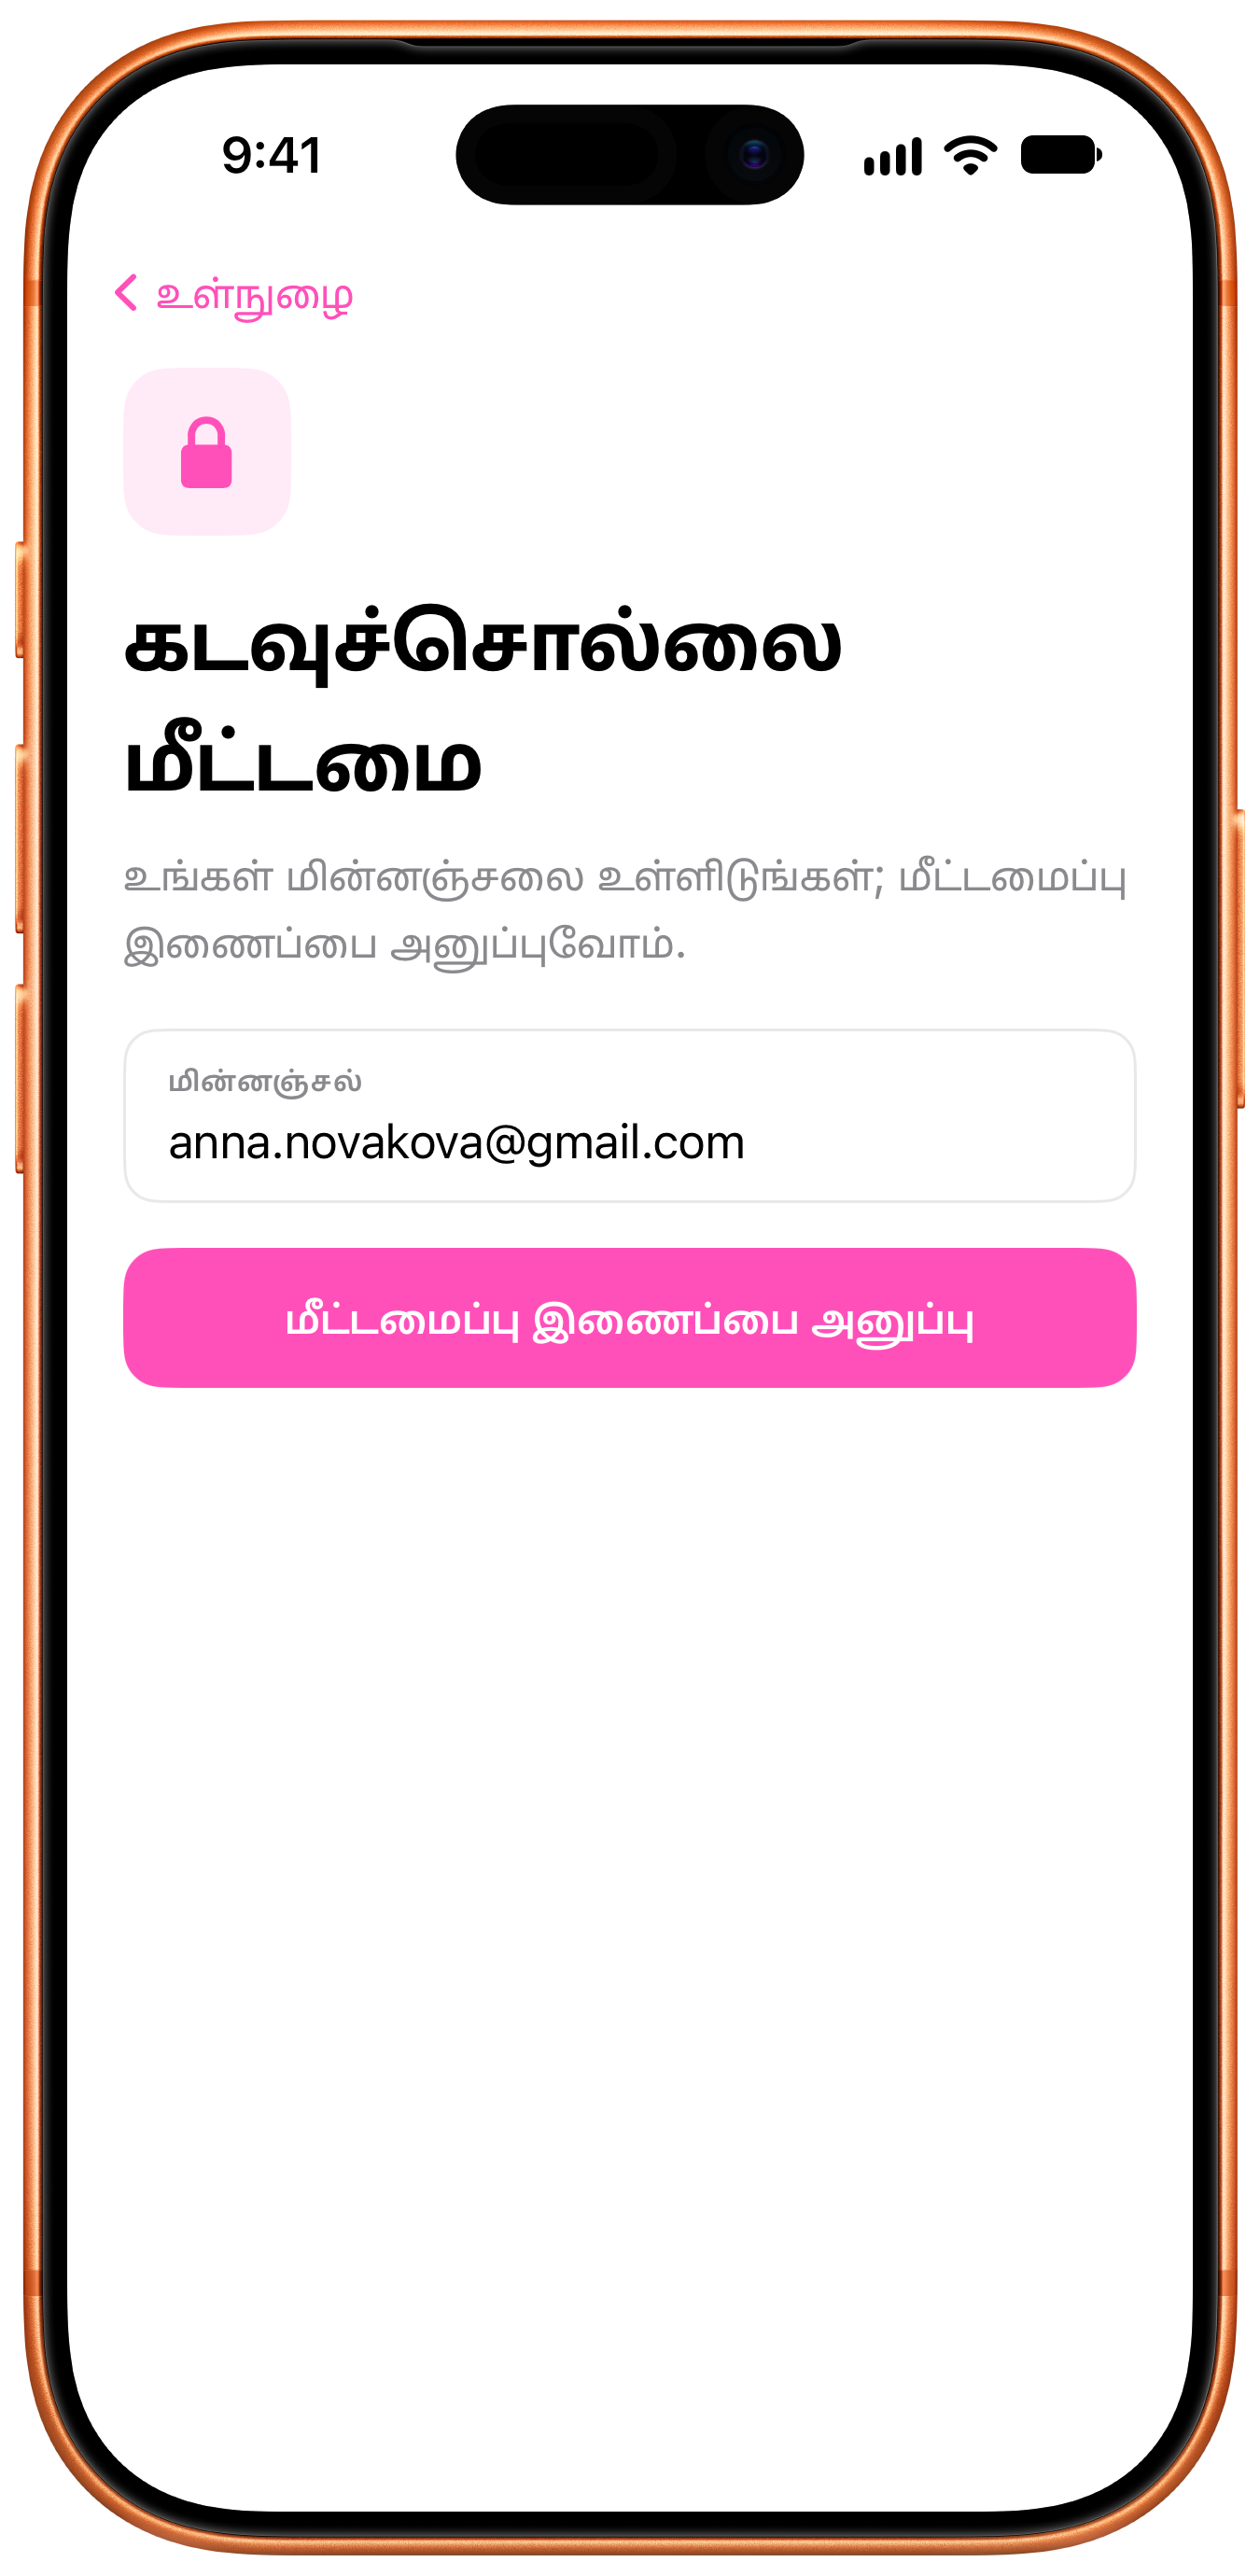 9:41
உள்நுழை
கடவுச்சொல்லை
மீட்டமை
உங்கள் மின்னஞ்சலை உள்ளிடுங்கள்; மீட்டமைப்பு
இணைப்பை அனுப்புவோம்.
மின்னஞ்சல்
anna.novakova@gmail.com
மீட்டமைப்பு இணைப்பை அனுப்பு